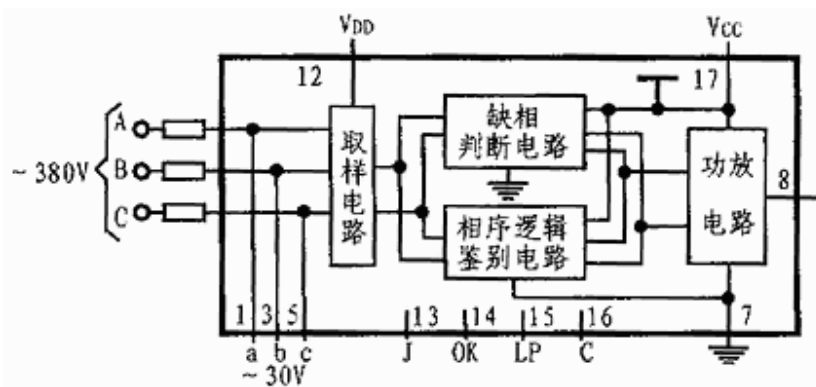 VDD
VCC
12
17
A
B
C
~380V
取样电路
缺相
判断电路
相序逻辑
鉴别电路
功放
电路
8
1 3 5 13 14 15 16 7
a b c J OK LP C
~30V